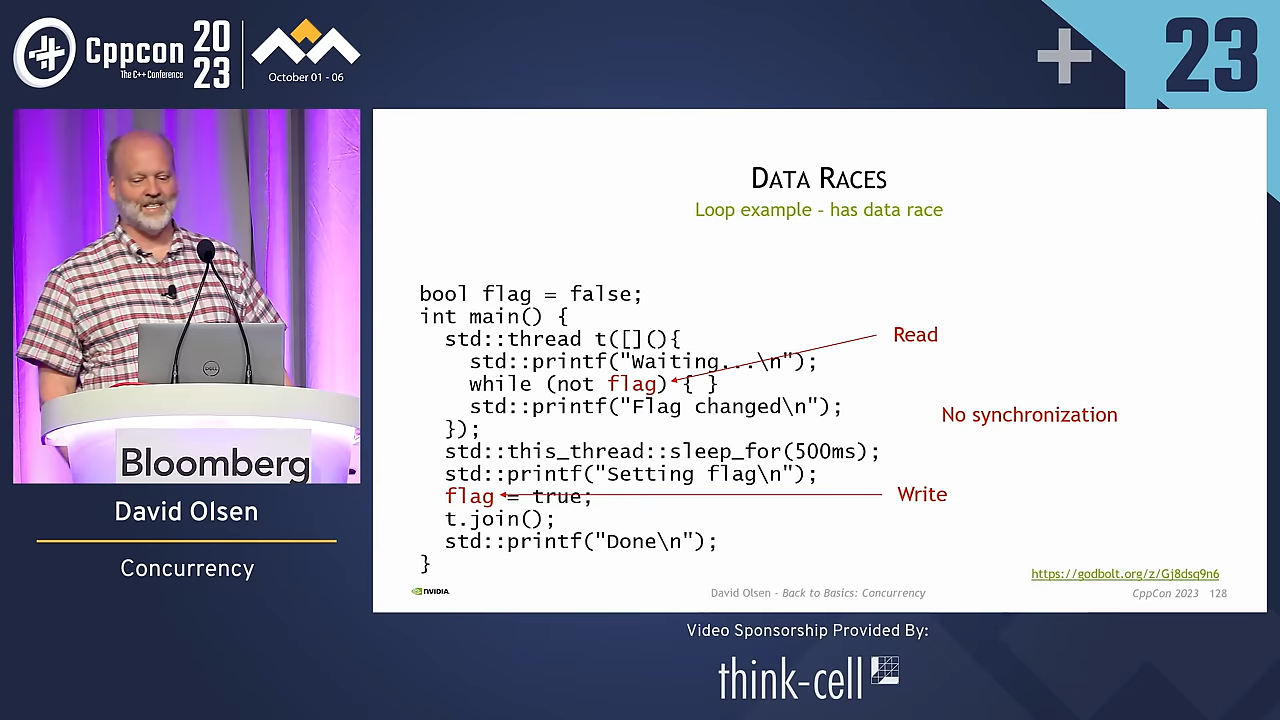 Cppcon
The C++ Conference
20
23
October 01 - 06
23
Bloomberg
DELL
David Olsen
Concurrency
DATA RACES
Loop example – has data race
bool flag = false;
int main() {
std::thread t([](){
std::printf("Waiting...\n");
while (not flag) { }
std::printf("Flag changed\n");
});
std::this_thread::sleep_for(500ms);
std::printf("Setting flag\n");
flag = true;
t.join();
std::printf("Done\n");
}
Read
No synchronization
Write
https://godbolt.org/z/Gj8dsq9n6
NVIDIA
David Olsen - Back to Basics: Concurrency
CppCon 2023 128
Video Sponsorship Provided By:
think-cell